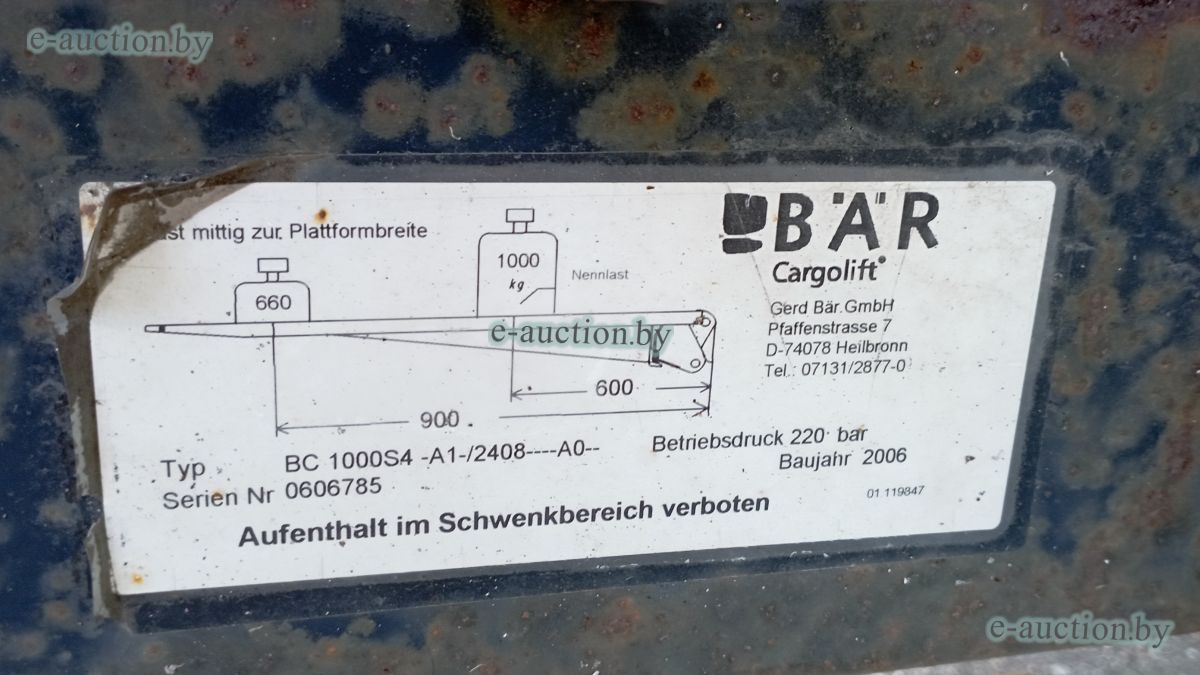 e-auction.by
mittig zur Plattformbreite
BÄR
Cargolift®
1000
kg
Nennlast
660
Gerd Bär GmbH
Pfaffenstrasse 7
D-74078 Heilbronn
Tel.: 07131/2877-0
e-auction.by
600
900
Typ BC 1000S4 -A1-/2408----A0--
Betriebsdruck 220 bar
Serien Nr 0606785
Baujahr 2006
01 119847
Aufenthalt im Schwenkbereich verboten
e-auction.by